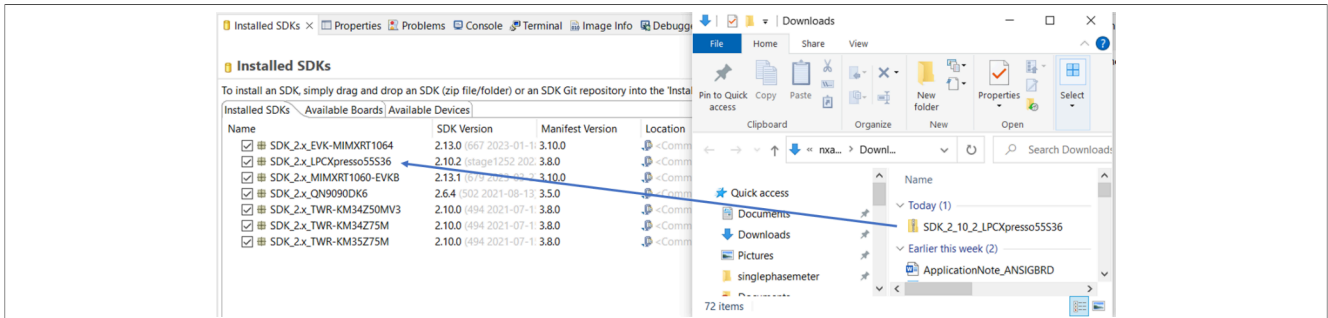 Installed SDKs Properties Problems Console Terminal Image Info Debugge
Installed SDKs
To install an SDK, simply drag and drop an SDK (zip file/folder) or an SDK Git repository into the 'Instal
Installed SDKs Available Boards Available Devices
Name SDK Version Manifest Version Location
SDK_2.x_EVK-MIMXRT1064 2.13.0 (667 2023-01-1 3.10.0 <Comm
SDK_2.x_LPCXpresso55S36 2.10.2 (stage1252 202 3.8.0 <Comm
SDK_2.x_MIMXRT1060-EVKB 2.13.1 3.10.0 <Comm
SDK_2.x_QN9090DK6 2.6.4 (502 2021-08-13 3.5.0 <Comm
SDK_2.x_TWR-KM34Z50MV3 2.10.0 (494 2021-07-1 3.8.0 <Comm
SDK_2.x_TWR-KM34Z75M 2.10.0 (494 2021-07-1 3.8.0 <Comm
SDK_2.x_TWR-KM35Z75M 2.10.0 (494 2021-07-1 3.8.0 <Comm
Downloads
File Home Share View
Pin to Quick access Copy Paste New folder Properties Select
Clipboard Organize New Open
« nxa... > Downl... Search Downloads
Quick access
Documents
Downloads
Pictures
singlephasemeter
Name
Today (1)
SDK_2_10_2_LPCXpresso55S36
Earlier this week (2)
ApplicationNote_ANSIGBRD
72 items